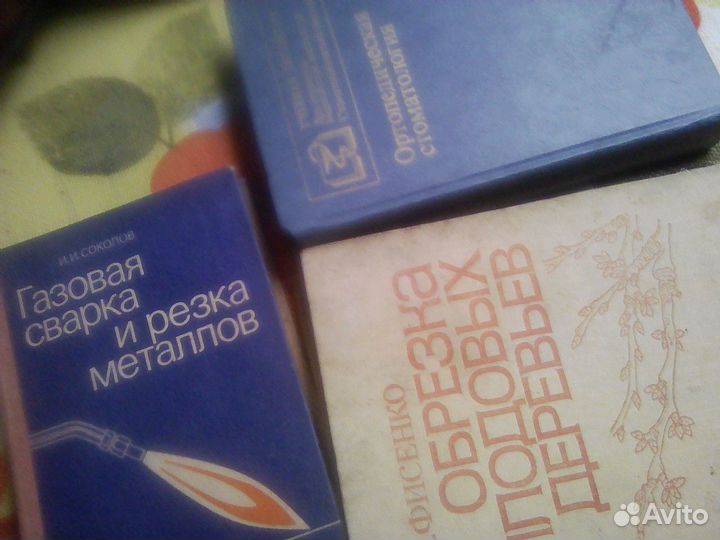 И.И. СОКОЛОВ
Газовая
сварка
и резка
металлов
Ортопедическая
стоматология
ФИСЕНКО
ОБРЕЗКА
ПЛОДОВЫХ
ДЕРЕВЬЕВ
Avito